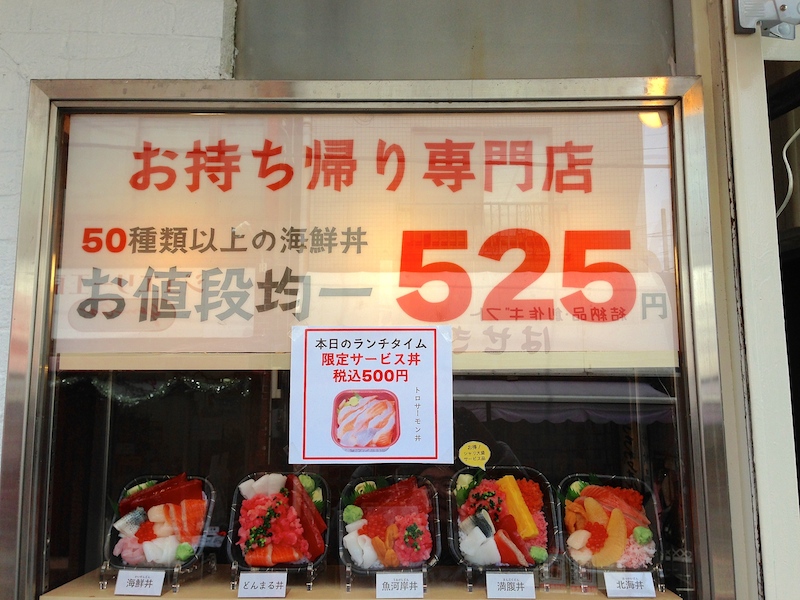 お持ち帰り専門店
50種類以上の海鮮丼
お値段均一 525円
本日のランチタイム
限定サービス丼
税込500円
トロサーモン丼
海鮮丼
どんまる丼
魚河岸丼
満腹丼
北海丼